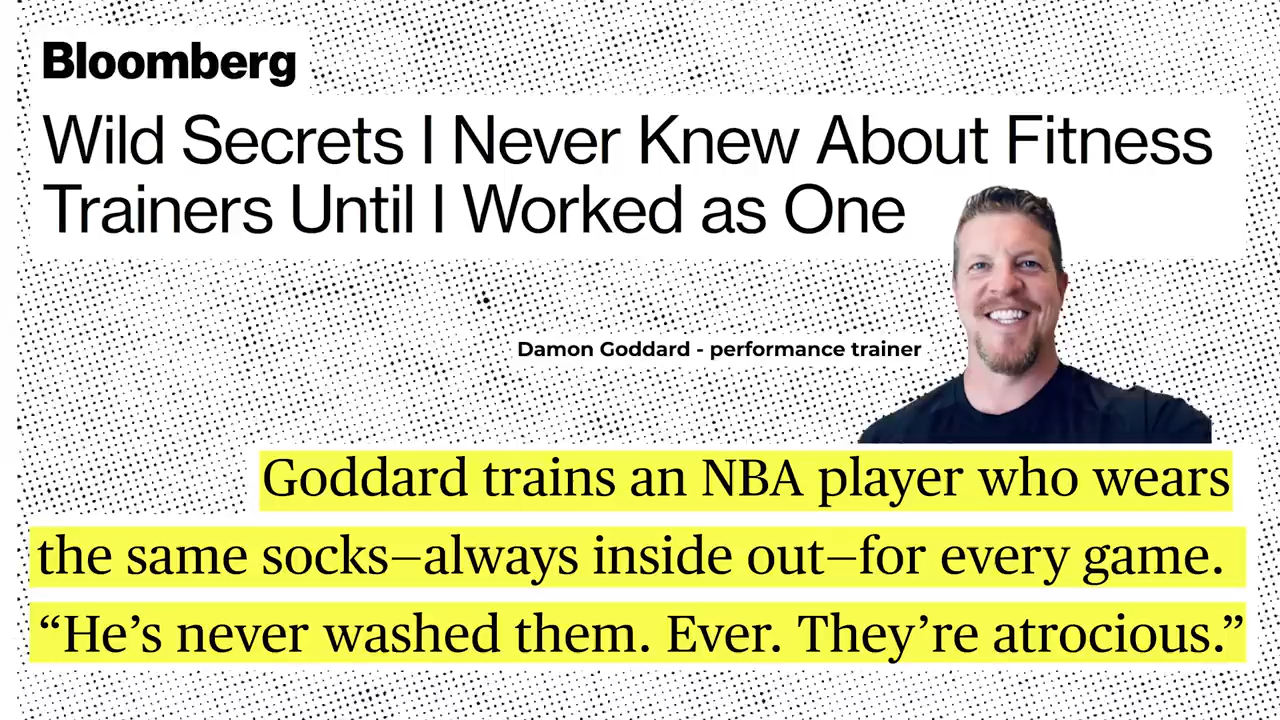 Bloomberg
Wild Secrets I Never Knew About Fitness
Trainers Until I Worked as One
Damon Goddard - performance trainer
Goddard trains an NBA player who wears
the same socks—always inside out—for every game.
“He’s never washed them. Ever. They’re atrocious.”